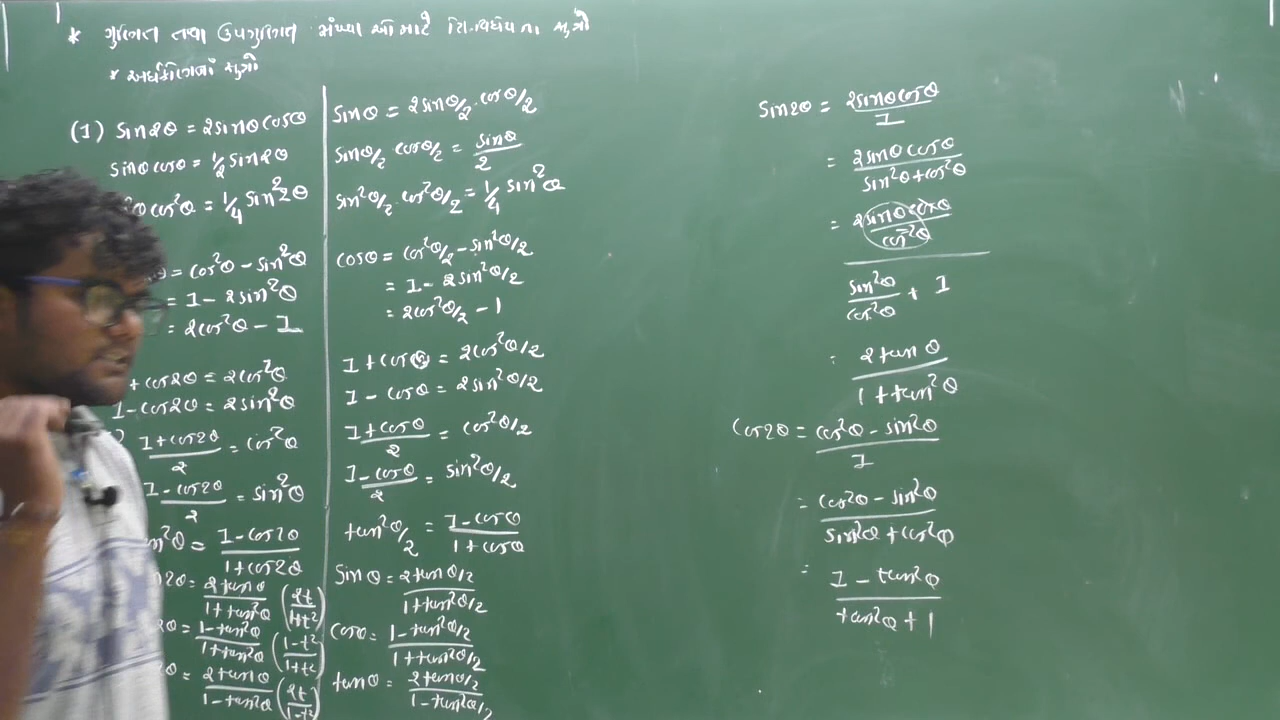 * ગુણિત તથા ઉપગુણિત સંખ્યા ઓ માટે ત્રિ-વિધેય ના સૂત્રો
* અર્ધકોણનાં સૂત્રો
(1) sin2θ = 2sinθcosθ
sinθcosθ = 1/2 sin2θ
θcos²θ = 1/4 sin²2θ
= cos²θ - sin²θ
= 1 - 2sin²θ
= 2cos²θ - 1
+ cos2θ = 2cos²θ
1 - cos2θ = 2sin²θ
(1 + cos2θ)/2 = cos²θ
(1 - cos2θ)/2 = sin²θ
n²θ = (1 - cos2θ)/(1 + cos2θ)
n2θ = 2tanθ/(1 + tan²θ) (2t/(1+t²))
2θ = (1 - tan²θ)/(1 + tan²θ) ((1-t²)/(1+t²))
θ = 2tanθ/(1 - tan²θ) (2t/(1-t²))
sinθ = 2sinθ/2 · cosθ/2
sinθ/2 cosθ/2 = sinθ/2
sin²θ/2 · cos²θ/2 = 1/4 sin²θ
cosθ = cos²θ/2 - sin²θ/2
= 1 - 2sin²θ/2
= 2cos²θ/2 - 1
1 + cosθ = 2cos²θ/2
1 - cosθ = 2sin²θ/2
(1 + cosθ)/2 = cos²θ/2
(1 - cosθ)/2 = sin²θ/2
tan²θ/2 = (1 - cosθ)/(1 + cosθ)
sinθ = (2tanθ/2)/(1 + tan²θ/2)
cosθ = (1 - tan²θ/2)/(1 + tan²θ/2)
tanθ = (2tanθ/2)/(1 - tan²θ/2)
sin2θ = 2sinθcosθ/1
= 2sinθcosθ/(sin²θ + cos²θ)
= 2sinθcosθ/cos²θ
sin²θ/cos²θ + 1
= 2tanθ/(1 + tan²θ)
cos2θ = (cos²θ - sin²θ)/1
= (cos²θ - sin²θ)/(sin²θ + cos²θ)
= (1 - tan²θ)/(tan²θ + 1)